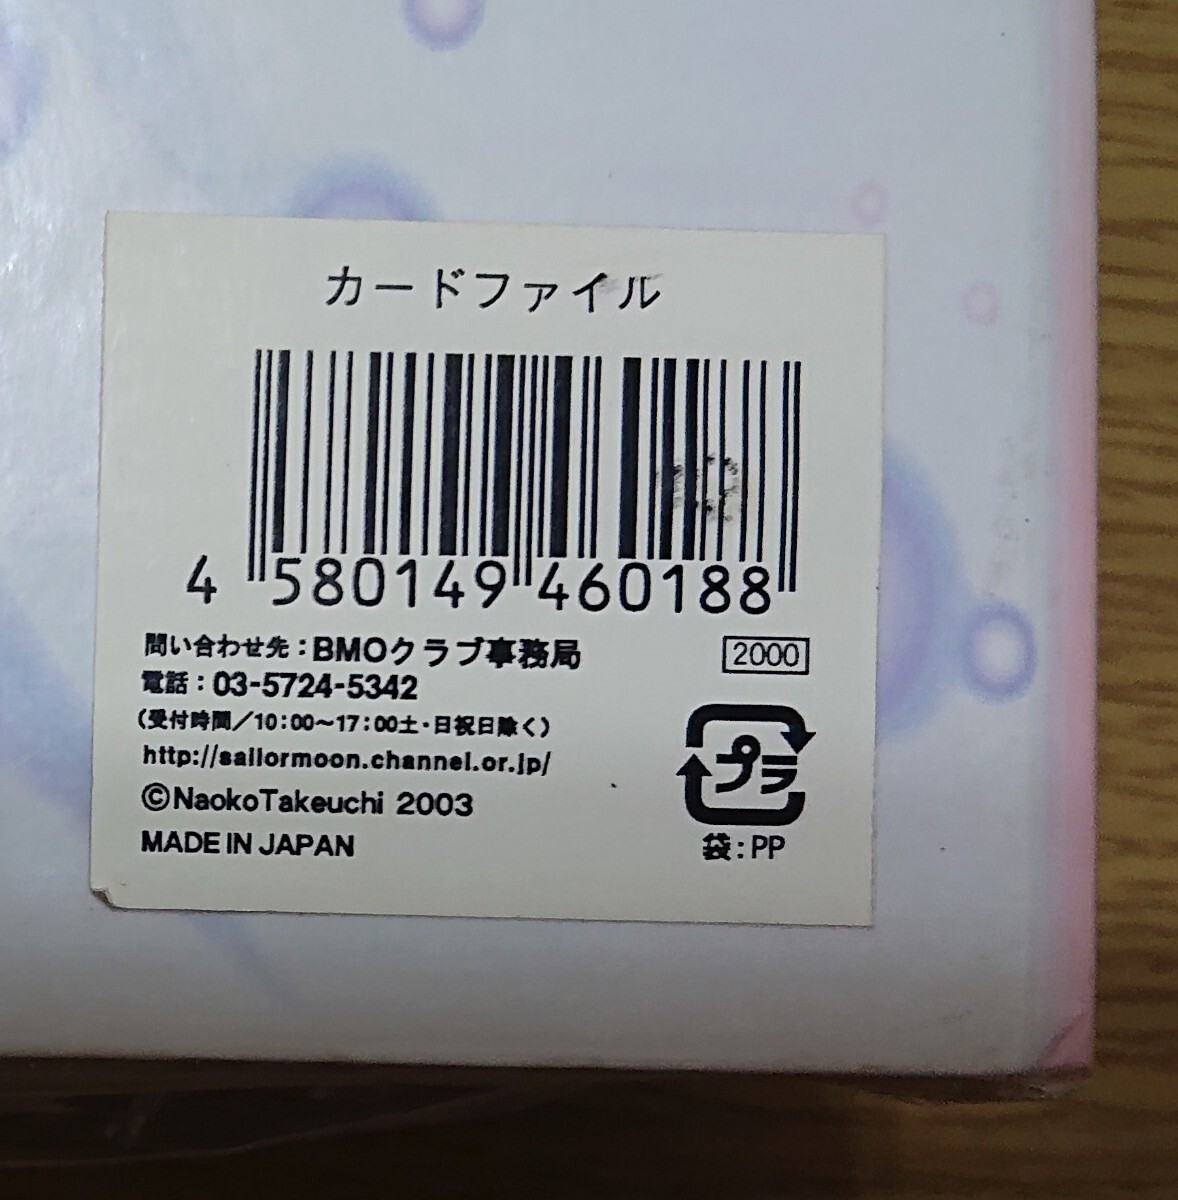 カードファイル
4 580149 460188
問い合わせ先：BMOクラブ事務局
2000
電話：03-5724-5342
（受付時間／10:00〜17:00土・日祝日除く）
http://sailormoon.channel.or.jp/
プラ
©NaokoTakeuchi 2003
MADE IN JAPAN
袋：PP